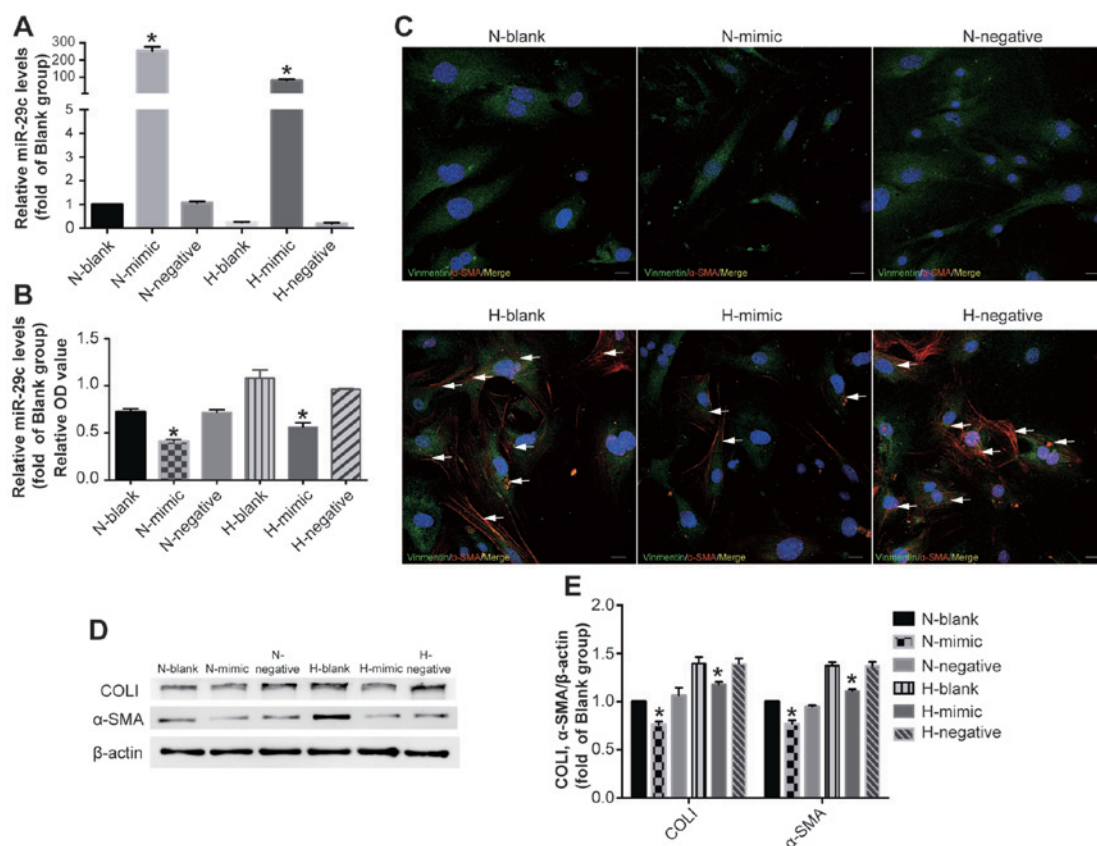 A
Relative miR-29c levels
(fold of Blank group)
300
200
100
5
4
3
2
1
0
*
*
N-blank
N-mimic
N-negative
H-blank
H-mimic
H-negative
B
Relative miR-29c levels
(fold of Blank group)
Relative OD value
1.5
1.0
0.5
0.0
*
*
N-blank
N-mimic
N-negative
H-blank
H-mimic
H-negative
C
N-blank
N-mimic
N-negative
Vinmentin/α-SMA/Merge
Vinmentin/α-SMA/Merge
Vinmentin/α-SMA/Merge
H-blank
H-mimic
H-negative
Vinmentin/α-SMA/Merge
Vinmentin/α-SMA/Merge
Vinmentin/α-SMA/Merge
D
N-blank
N-mimic
N-
negative
H-blank
H-mimic
H-
negative
COLI
α-SMA
β-actin
E
COLI, α-SMA/β-actin
(fold of Blank group)
2.0
1.5
1.0
0.5
0.0
*
*
*
*
COLI
α-SMA
N-blank
N-mimic
N-negative
H-blank
H-mimic
H-negative